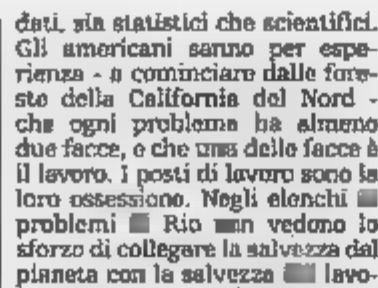 dati, sia statistici che scientifici.
Gli americani sanno per espe-
rienza - a cominciare dalle fore-
ste della California del Nord -
che ogni problema ha almeno
due facce, e che una delle facce è
il lavoro. I posti di lavoro sono la
loro ossessione. Negli elenchi
problemi Rio non vedono lo
sforzo di collegare la salvezza del
pianeta con la salvezza lavo-